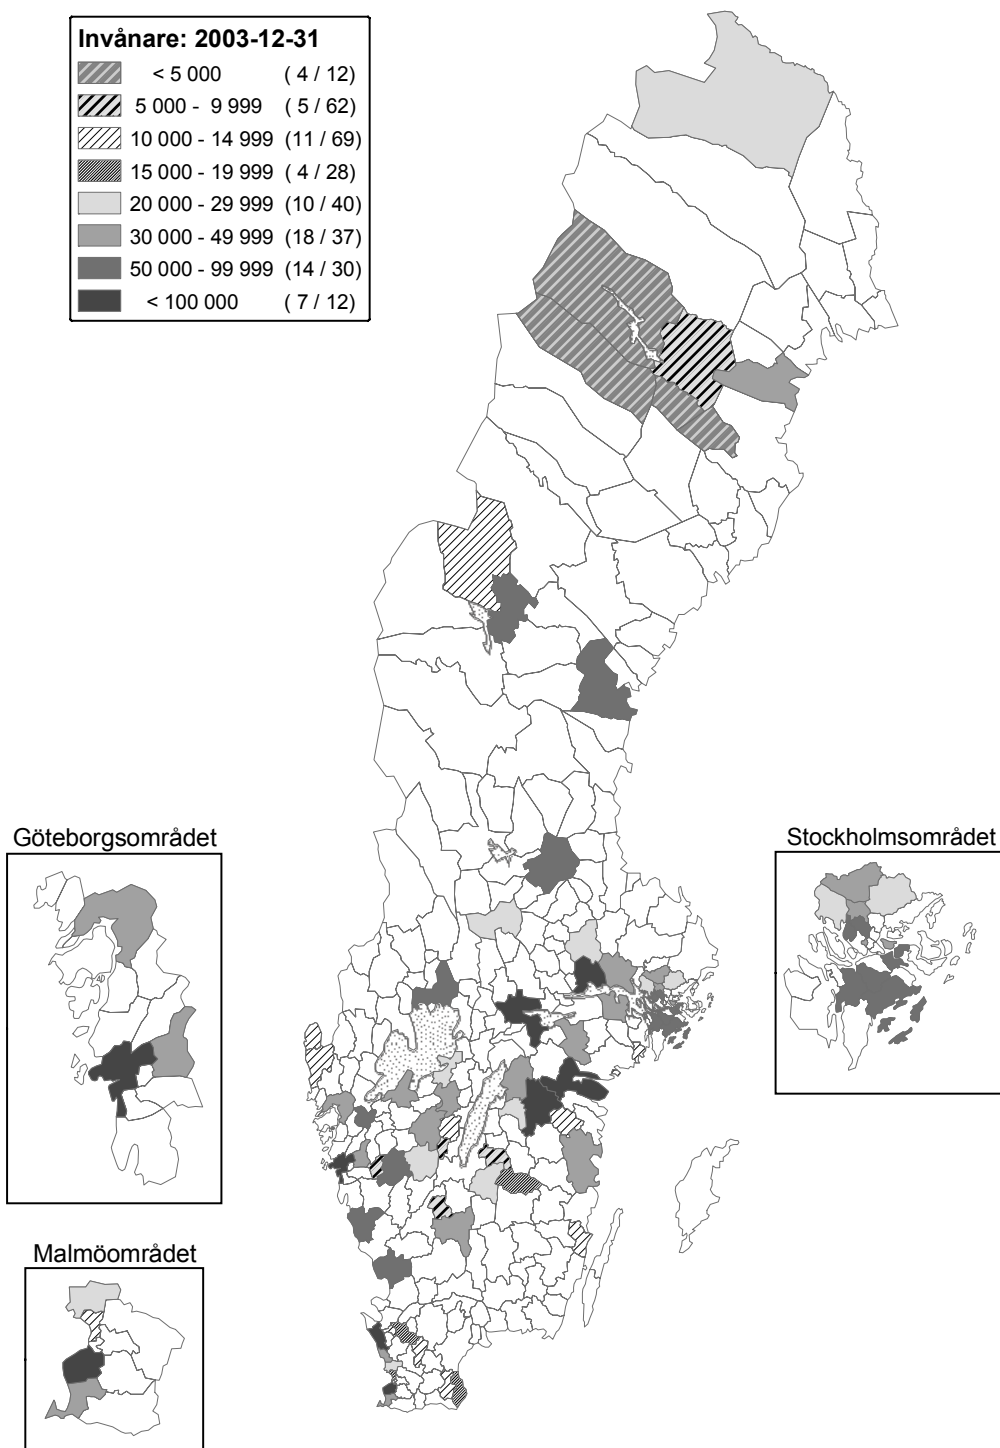 Invånare: 2003-12-31
< 5 000 ( 4 / 12)
5 000 - 9 999 ( 5 / 62)
10 000 - 14 999 (11 / 69)
15 000 - 19 999 ( 4 / 28)
20 000 - 29 999 (10 / 40)
30 000 - 49 999 (18 / 37)
50 000 - 99 999 (14 / 30)
< 100 000 ( 7 / 12)
Göteborgsområdet
Stockholmsområdet
Malmöområdet